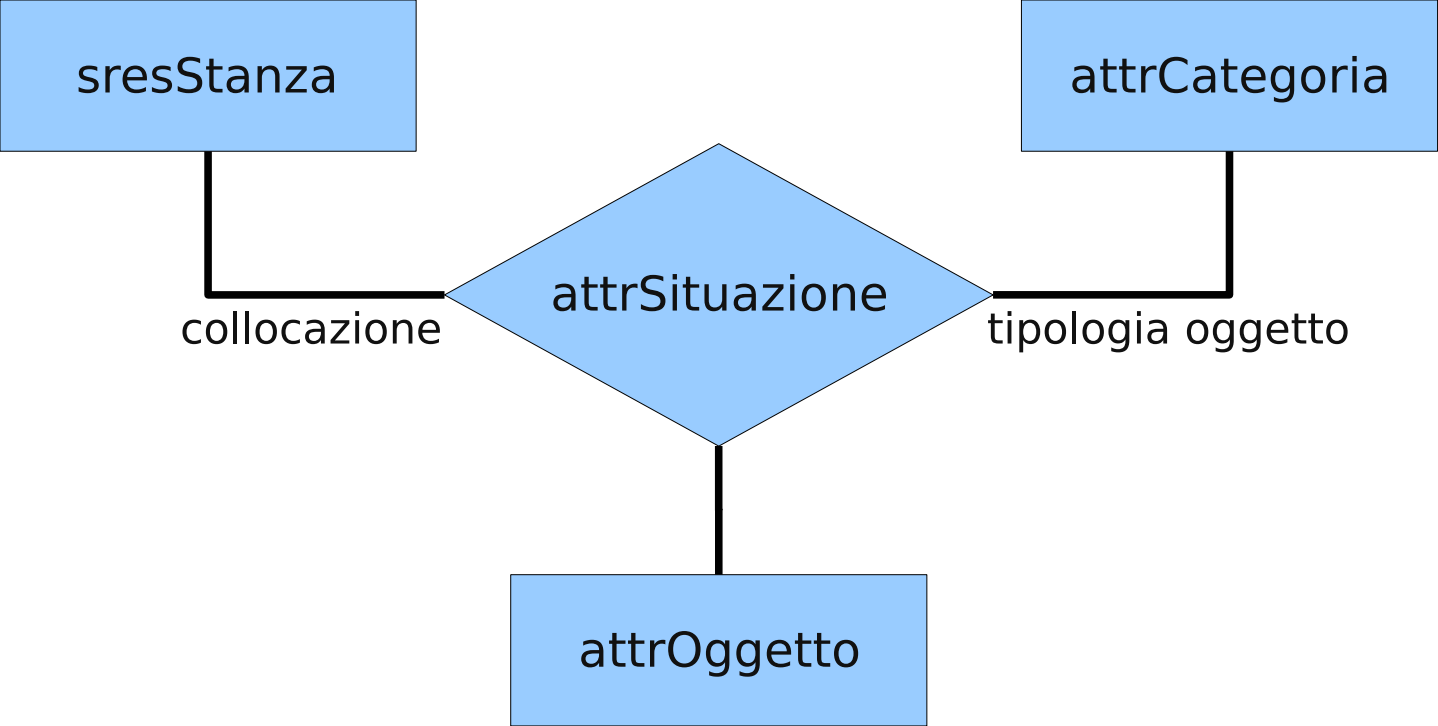 sresStanza
attrCategoria
attrSituazione
collocazione
tipologia oggetto
attrOggetto